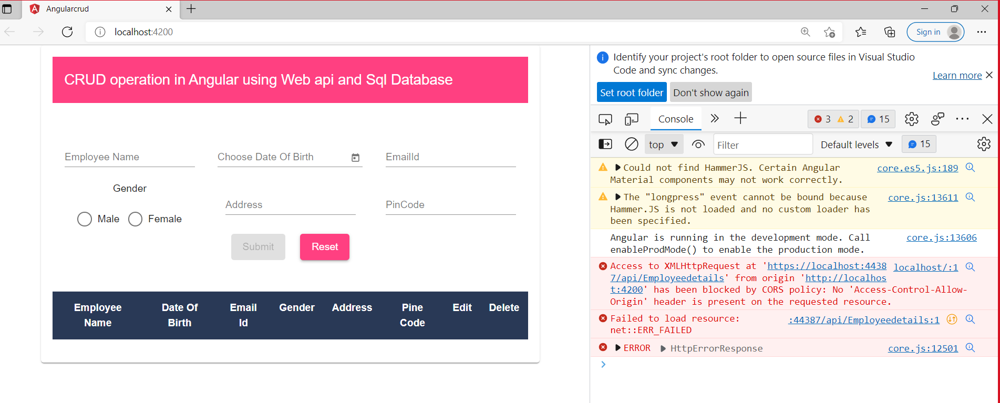 Angularcrud
localhost:4200
Sign in
CRUD operation in Angular using Web api and Sql Database
Employee Name
Choose Date Of Birth
EmailId
Gender
Male
Female
Address
PinCode
Submit
Reset
Employee Name
Date Of Birth
Email Id
Gender
Address
Pine Code
Edit
Delete
Identify your project's root folder to open source files in Visual Studio
Code and sync changes.
Learn more
Set root folder
Don't show again
Console
3
2
15
top
Filter
Default levels
15
Could not find HammerJS. Certain Angular
Material components may not work correctly.
core.es5.js:189
The "longpress" event cannot be bound because
Hammer.JS is not loaded and no custom loader has
been specified.
core.js:13611
Angular is running in the development mode. Call
enableProdMode() to enable the production mode.
core.js:13606
Access to XMLHttpRequest at 'https://localhost:4438
7/api/Employeedetails' from origin 'http://localhos
t:4200' has been blocked by CORS policy: No 'Access-Control-Allow-
Origin' header is present on the requested resource.
localhost/:1
Failed to load resource:
net::ERR_FAILED
:44387/api/Employeedetails:1
ERROR
HttpErrorResponse
core.js:12501